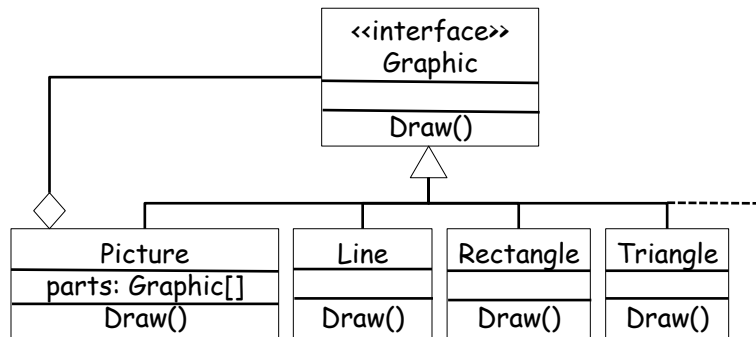 <<interface>>
Graphic
Draw()
Picture
parts: Graphic[]
Draw()
Line
Draw()
Rectangle
Draw()
Triangle
Draw()